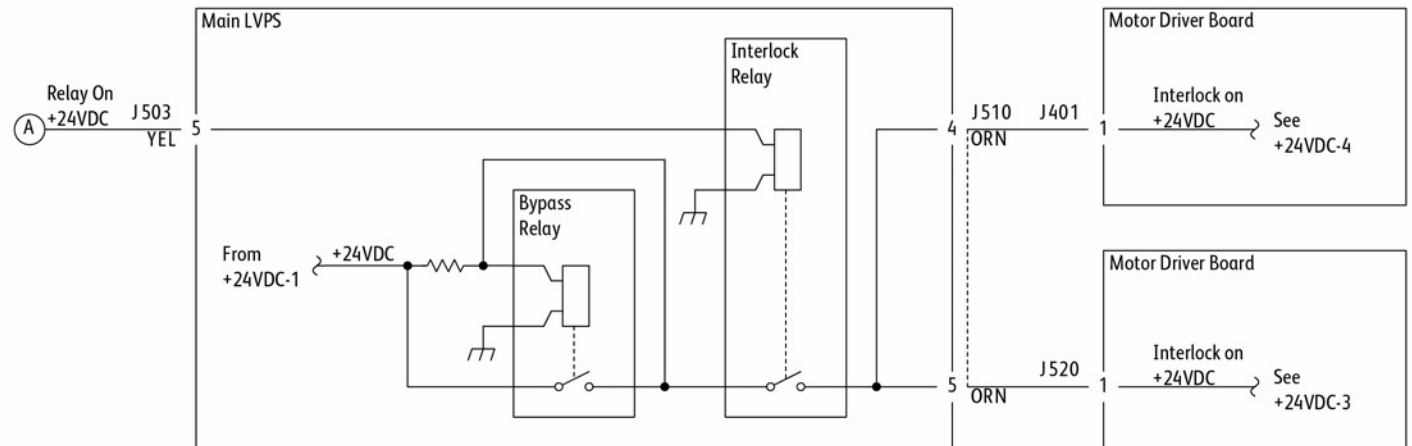 Main LVPS
Motor Driver Board
Interlock
Relay
Relay On
+24VDC
J503
A
5
YEL
4
J510
J401
ORN
1
Interlock on
+24VDC
See
+24VDC-4
Bypass
Relay
From
+24VDC-1
+24VDC
Motor Driver Board
5
J520
ORN
1
Interlock on
+24VDC
See
+24VDC-3